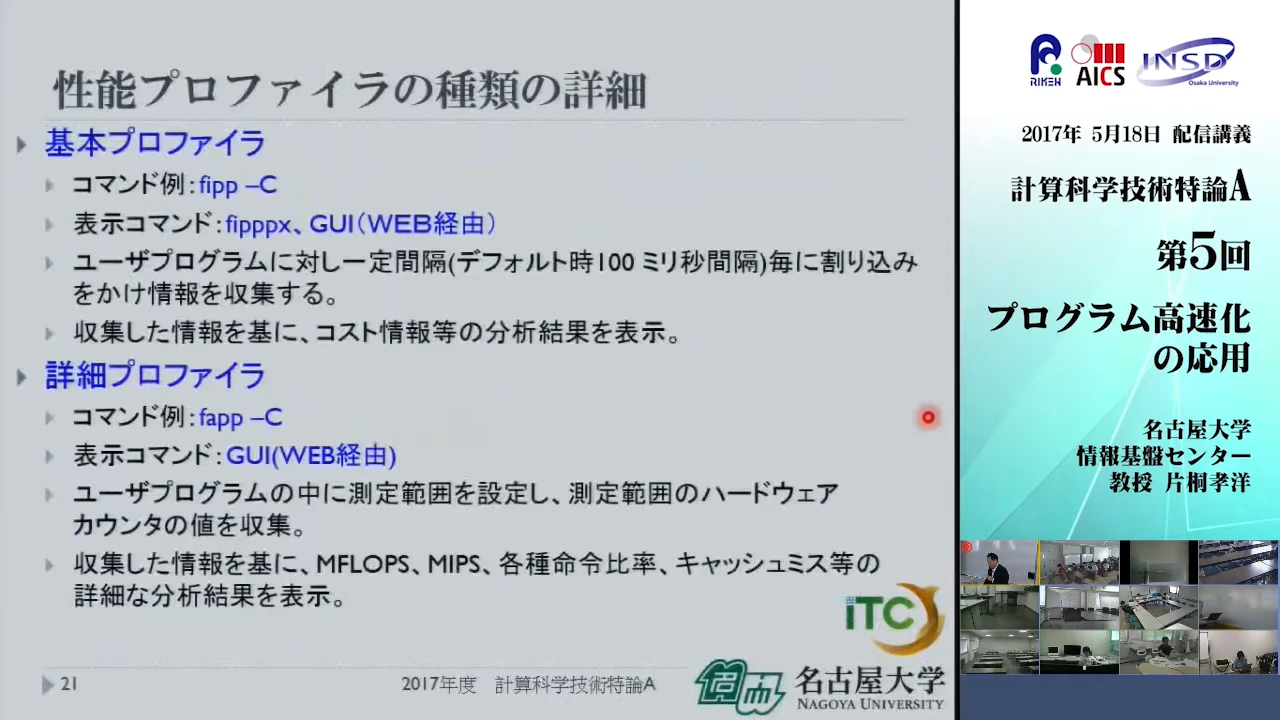 性能プロファイラの種類の詳細
基本プロファイラ
コマンド例：fipp –C
表示コマンド：fipppx、GUI（WEB経由）
ユーザプログラムに対し一定間隔(デフォルト時100 ミリ秒間隔)毎に割り込み
をかけ情報を収集する。
収集した情報を基に、コスト情報等の分析結果を表示。
詳細プロファイラ
コマンド例：fapp –C
表示コマンド：GUI(WEB経由)
ユーザプログラムの中に測定範囲を設定し、測定範囲のハードウェア
カウンタの値を収集。
収集した情報を基に、MFLOPS、MIPS、各種命令比率、キャッシュミス等の
詳細な分析結果を表示。
21
2017年度 計算科学技術特論A
iTC
名古屋大学
NAGOYA UNIVERSITY
RIKEN
AICS
INSD
Osaka University
2017年 5月18日 配信講義
計算科学技術特論A
第5回
プログラム高速化
の応用
名古屋大学
情報基盤センター
教授 片桐孝洋